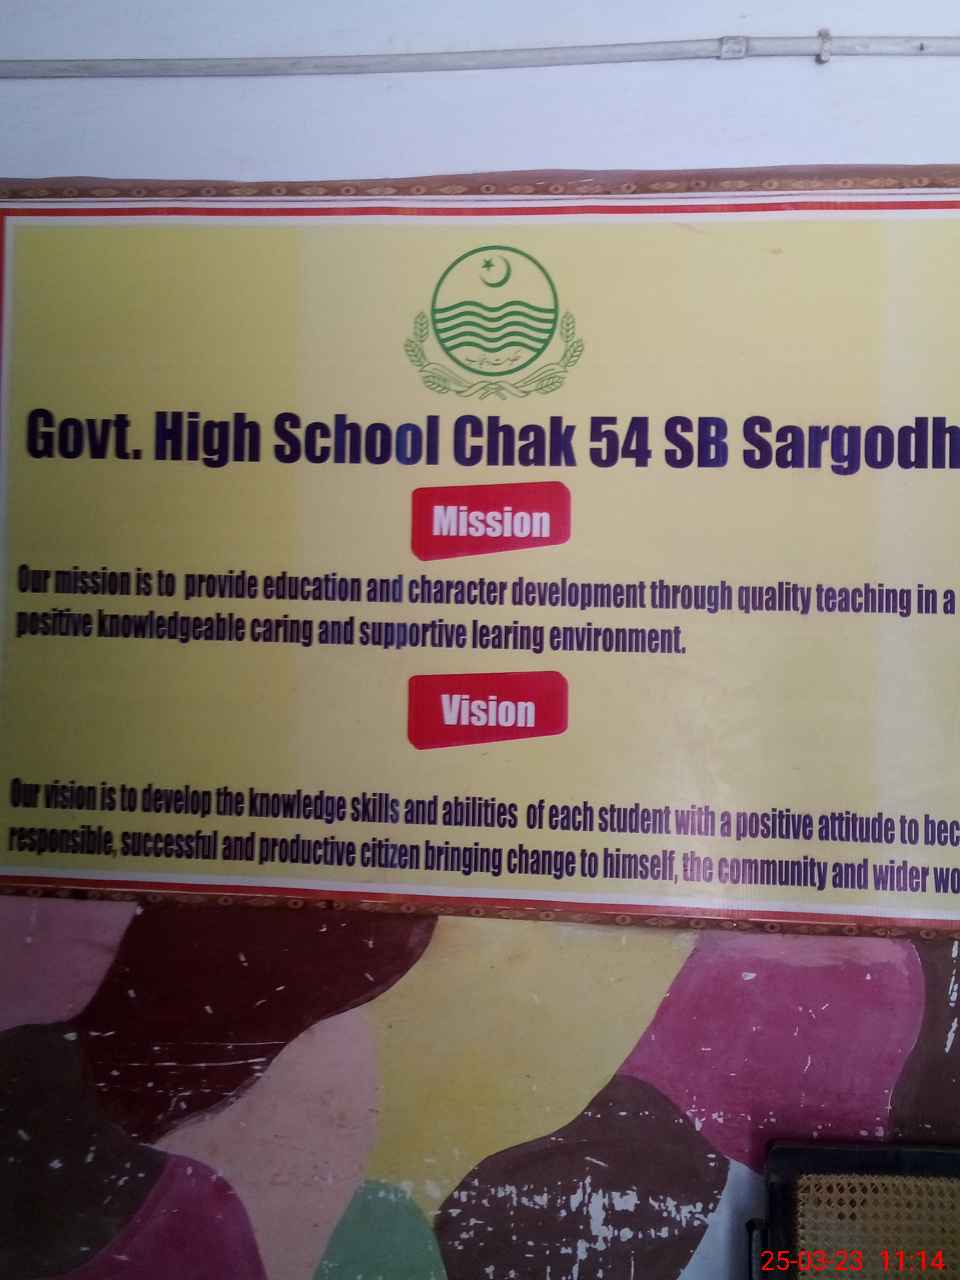 حکومت پنجاب
Govt. High School Chak 54 SB Sargodh
Mission
Our mission is to provide education and character development through quality teaching in a
positive knowledgeable caring and supportive learing environment.
Vision
Our vision is to develop the knowledge skills and abilities of each student with a positive attitude to bec
responsible, successful and productive citizen bringing change to himself, the community and wider wo
25-03-23 11:14